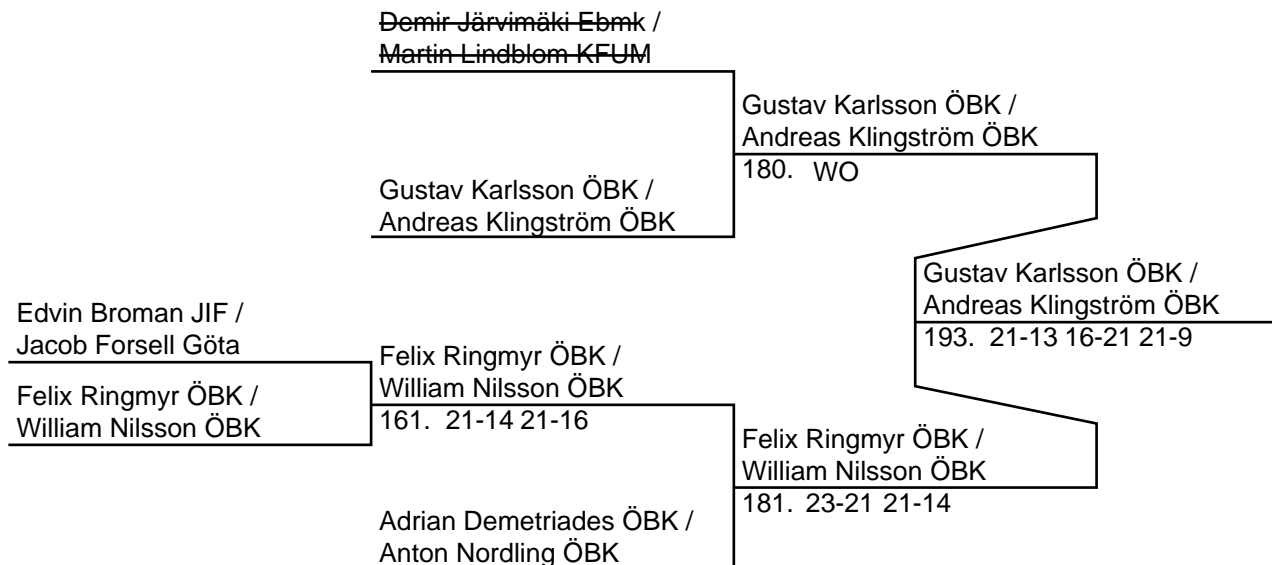 Demir Järvimäki Ebmk /
Martin Lindblom KFUM
Gustav Karlsson ÖBK /
Andreas Klingström ÖBK
180. WO
Gustav Karlsson ÖBK /
Andreas Klingström ÖBK
Gustav Karlsson ÖBK /
Andreas Klingström ÖBK
193. 21-13 16-21 21-9
Edvin Broman JIF /
Jacob Forsell Göta
Felix Ringmyr ÖBK /
William Nilsson ÖBK
161. 21-14 21-16
Felix Ringmyr ÖBK /
William Nilsson ÖBK
Felix Ringmyr ÖBK /
William Nilsson ÖBK
181. 23-21 21-14
Adrian Demetriades ÖBK /
Anton Nordling ÖBK